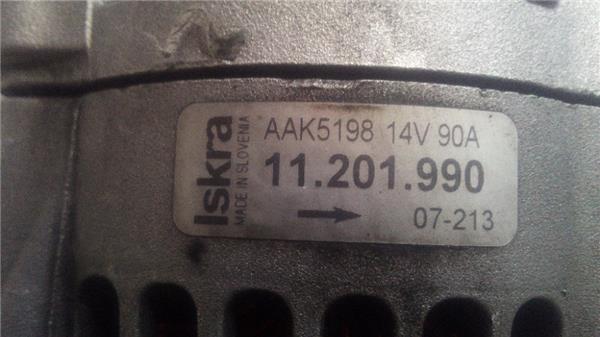 Iskra
MADE IN SLOVENIA
AAK5198 14V 90A
11.201.990
07-213